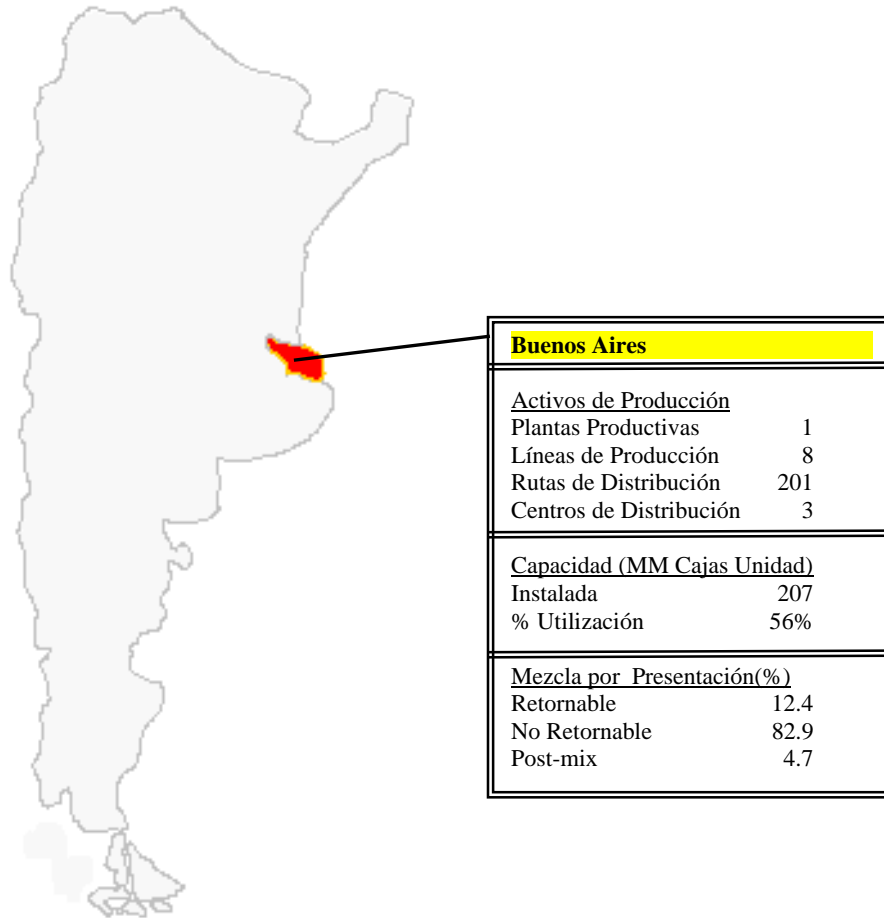 Buenos Aires
Activos de Producción
Plantas Productivas 1
Líneas de Producción 8
Rutas de Distribución 201
Centros de Distribución 3
Capacidad (MM Cajas Unidad)
Instalada 207
% Utilización 56%
Mezcla por Presentación(%)
Retornable 12.4
No Retornable 82.9
Post-mix 4.7